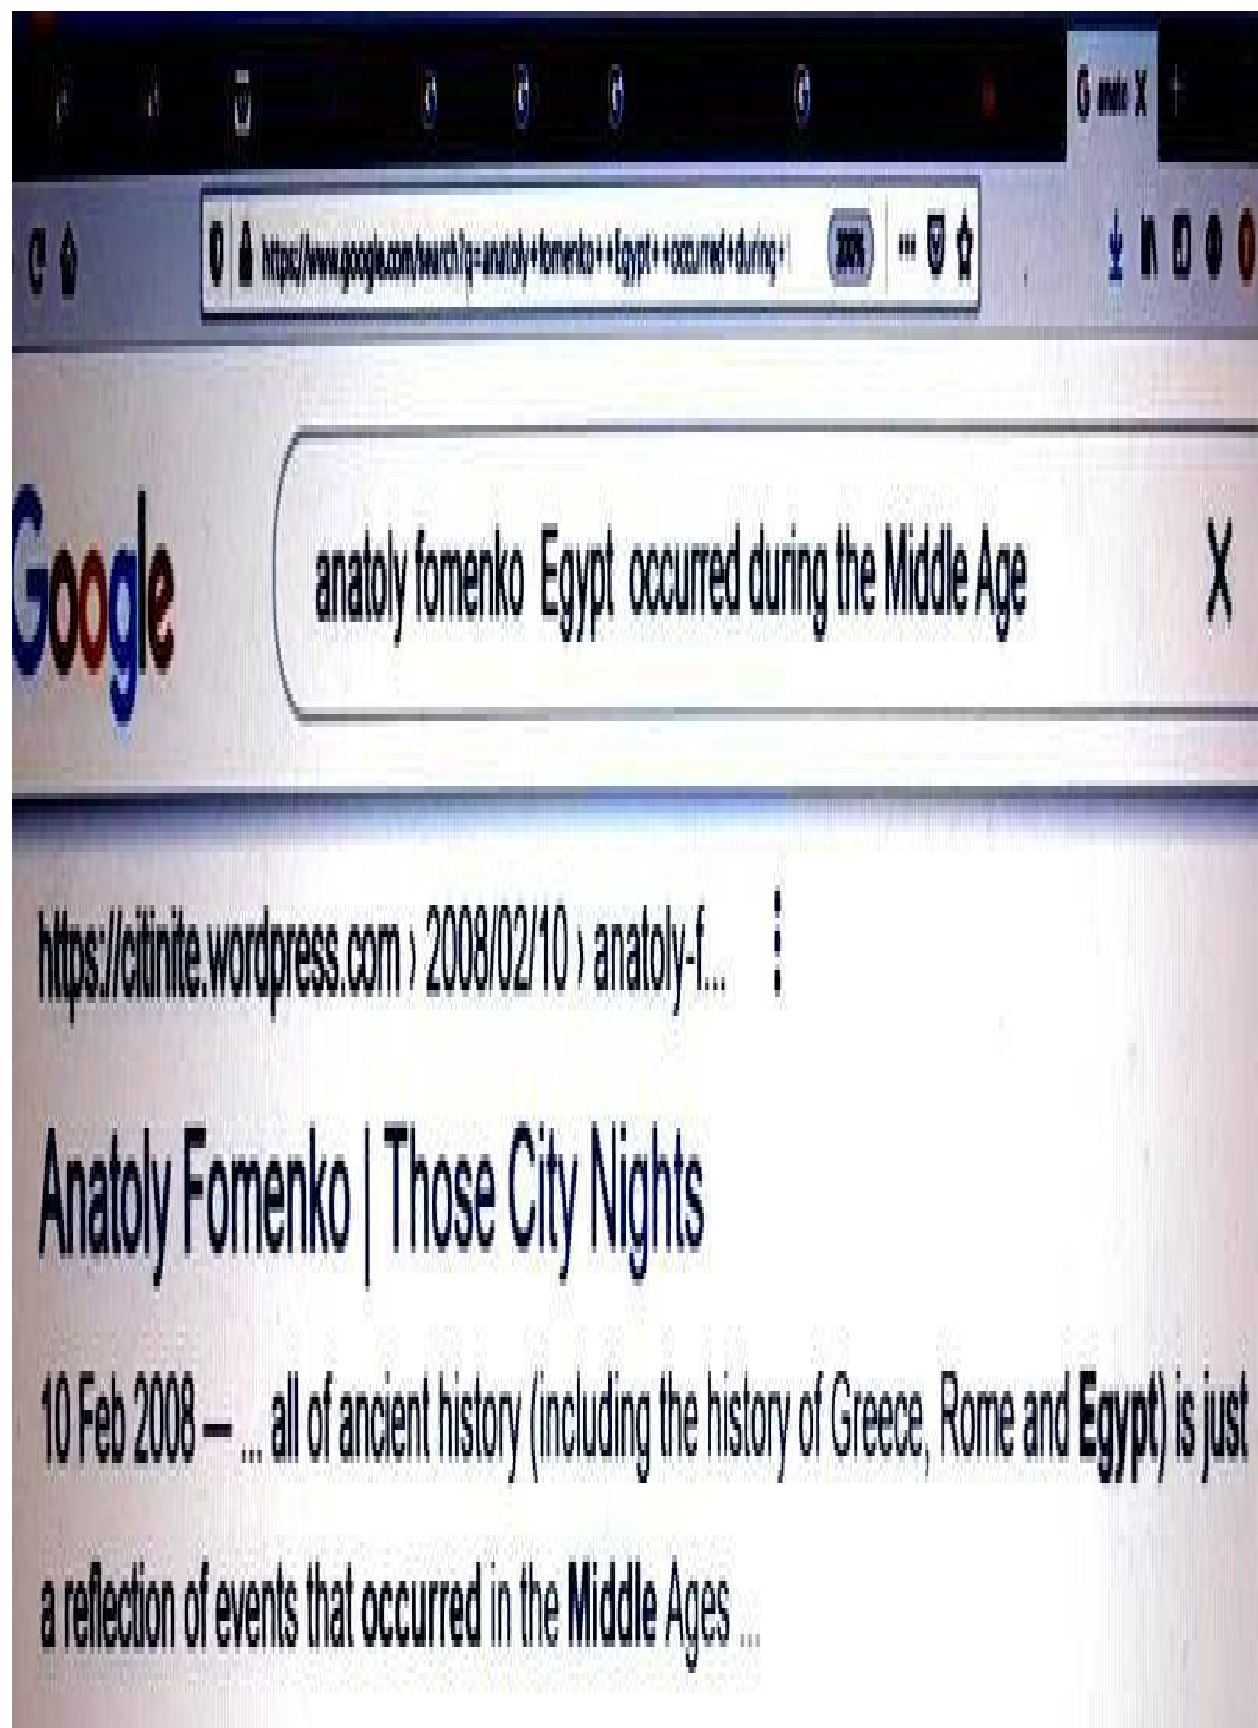 https://www.google.com/search?q=anatoly+fomenko++Egypt++occurred+during+
Google
anatoly fomenko Egypt occurred during the Middle Age X
https://citinite.wordpress.com › 2008/02/10 › anatoly-f...
Anatoly Fomenko | Those City Nights
10 Feb 2008 — ... all of ancient history (including the history of Greece, Rome and Egypt) is just
a reflection of events that occurred in the Middle Ages ...